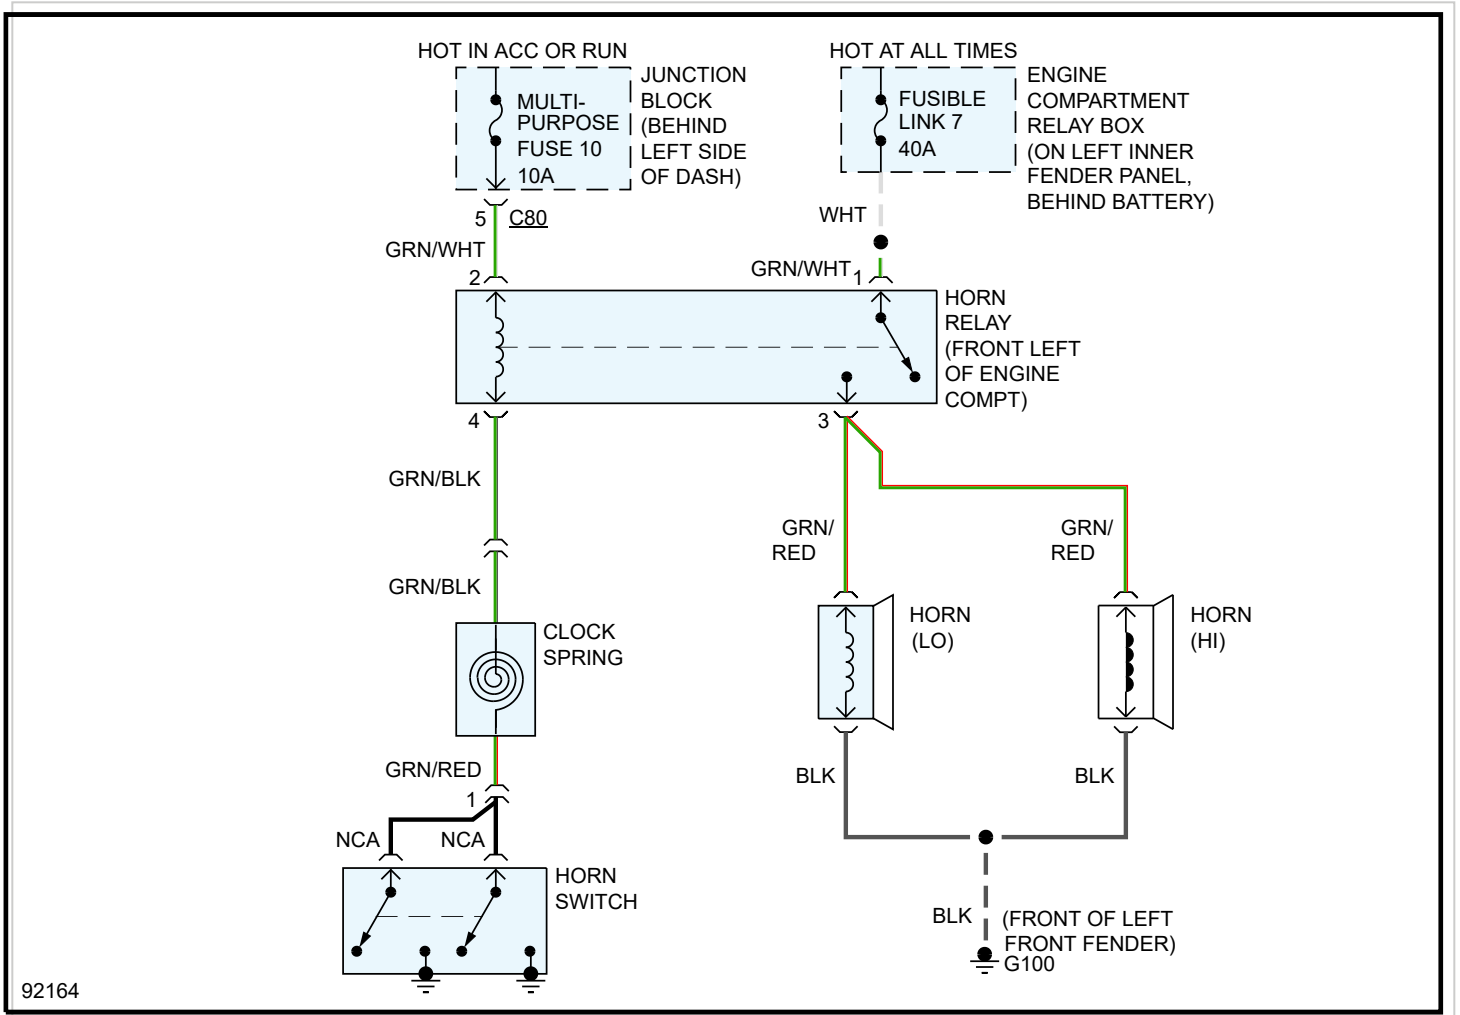 HOT IN ACC OR RUN
MULTI-
PURPOSE
FUSE 10
10A
JUNCTION
BLOCK
(BEHIND
LEFT SIDE
OF DASH)
HOT AT ALL TIMES
FUSIBLE
LINK 7
40A
ENGINE
COMPARTMENT
RELAY BOX
(ON LEFT INNER
FENDER PANEL,
BEHIND BATTERY)
5 C80
WHT
GRN/WHT
2
GRN/WHT 1
HORN
RELAY
(FRONT LEFT
OF ENGINE
COMPT)
4
3
GRN/BLK
GRN/
RED
GRN/
RED
GRN/BLK
CLOCK
SPRING
HORN
(LO)
HORN
(HI)
GRN/RED
1
BLK
BLK
NCA
NCA
HORN
SWITCH
BLK
(FRONT OF LEFT
FRONT FENDER)
G100
92164